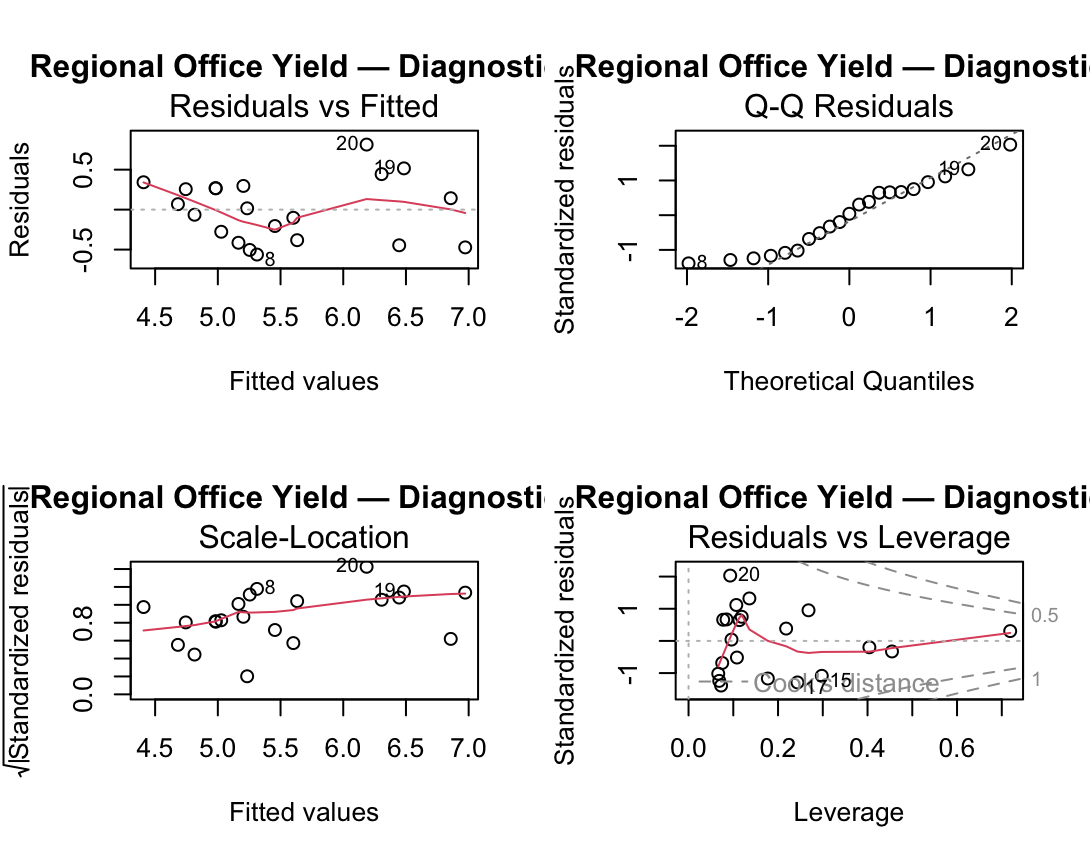 Regional Office Yield — Diagnosti
Residuals vs Fitted
Residuals
0.5
-0.5
20
19
8
4.5 5.0 5.5 6.0 6.5 7.0
Fitted values
Regional Office Yield — Diagnosti
Q-Q Residuals
Standardized residuals
1
-1
20
19
8
-2 -1 0 1 2
Theoretical Quantiles
Regional Office Yield — Diagnosti
Scale-Location
√|Standardized residuals|
0.8
0.0
20
19
8
4.5 5.0 5.5 6.0 6.5 7.0
Fitted values
Regional Office Yield — Diagnosti
Residuals vs Leverage
Standardized residuals
1
-1
20
0.5
1
Cook's distance
17
15
0.0 0.2 0.4 0.6
Leverage